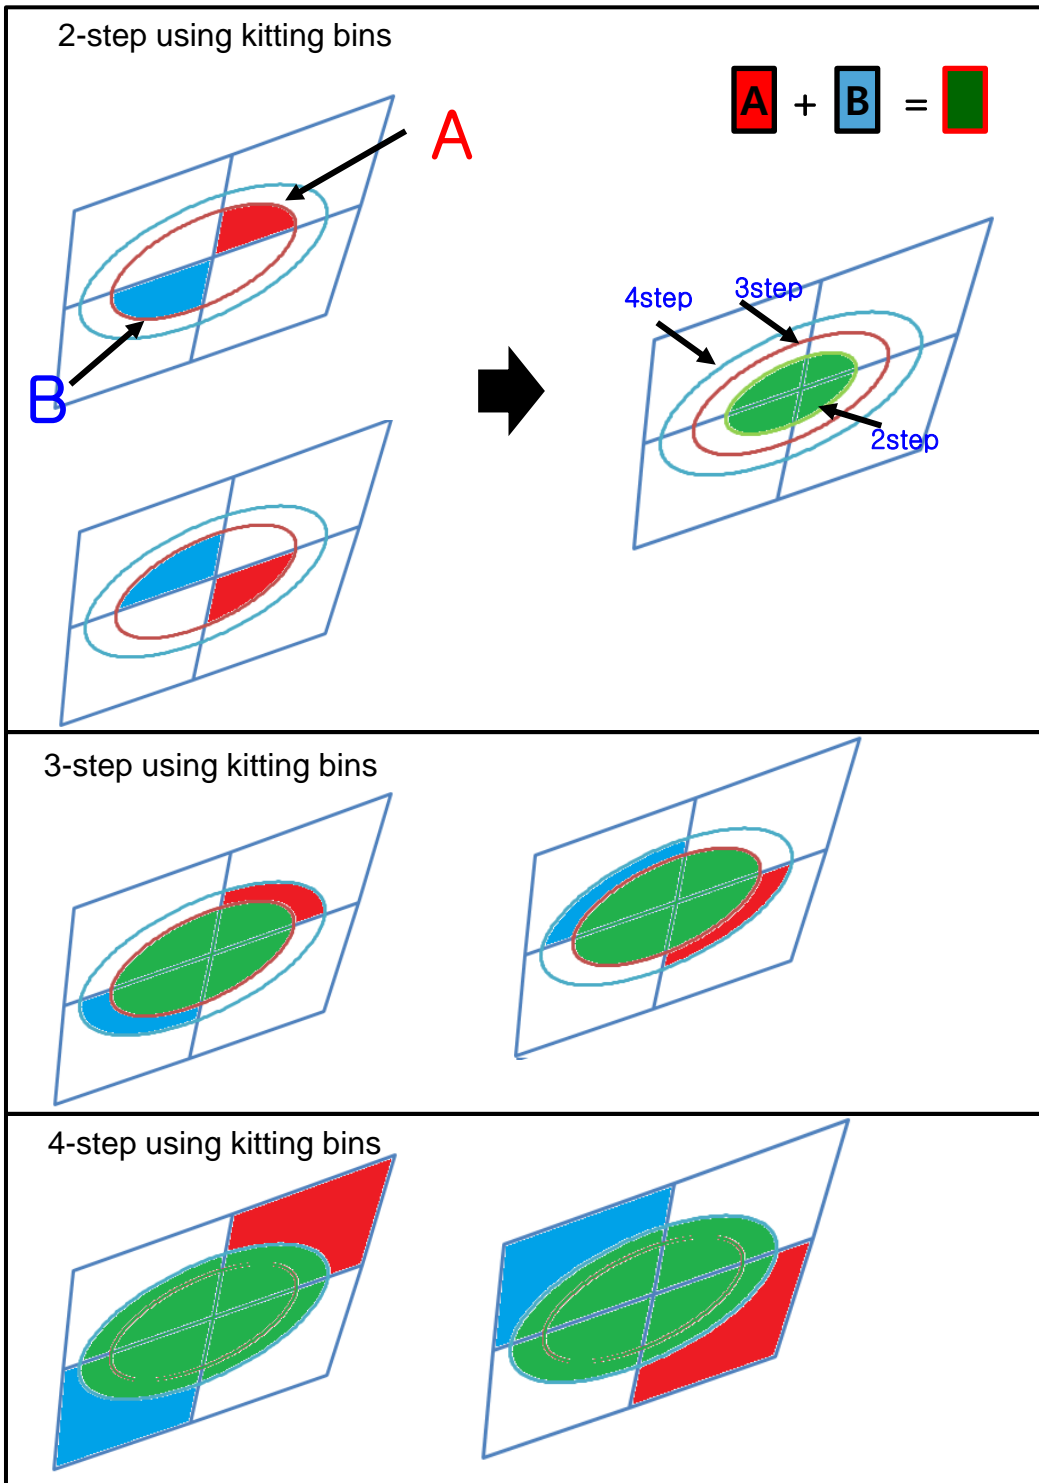 2-step using kitting bins
A + B =
A
B
4step
3step
2step
3-step using kitting bins
4-step using kitting bins